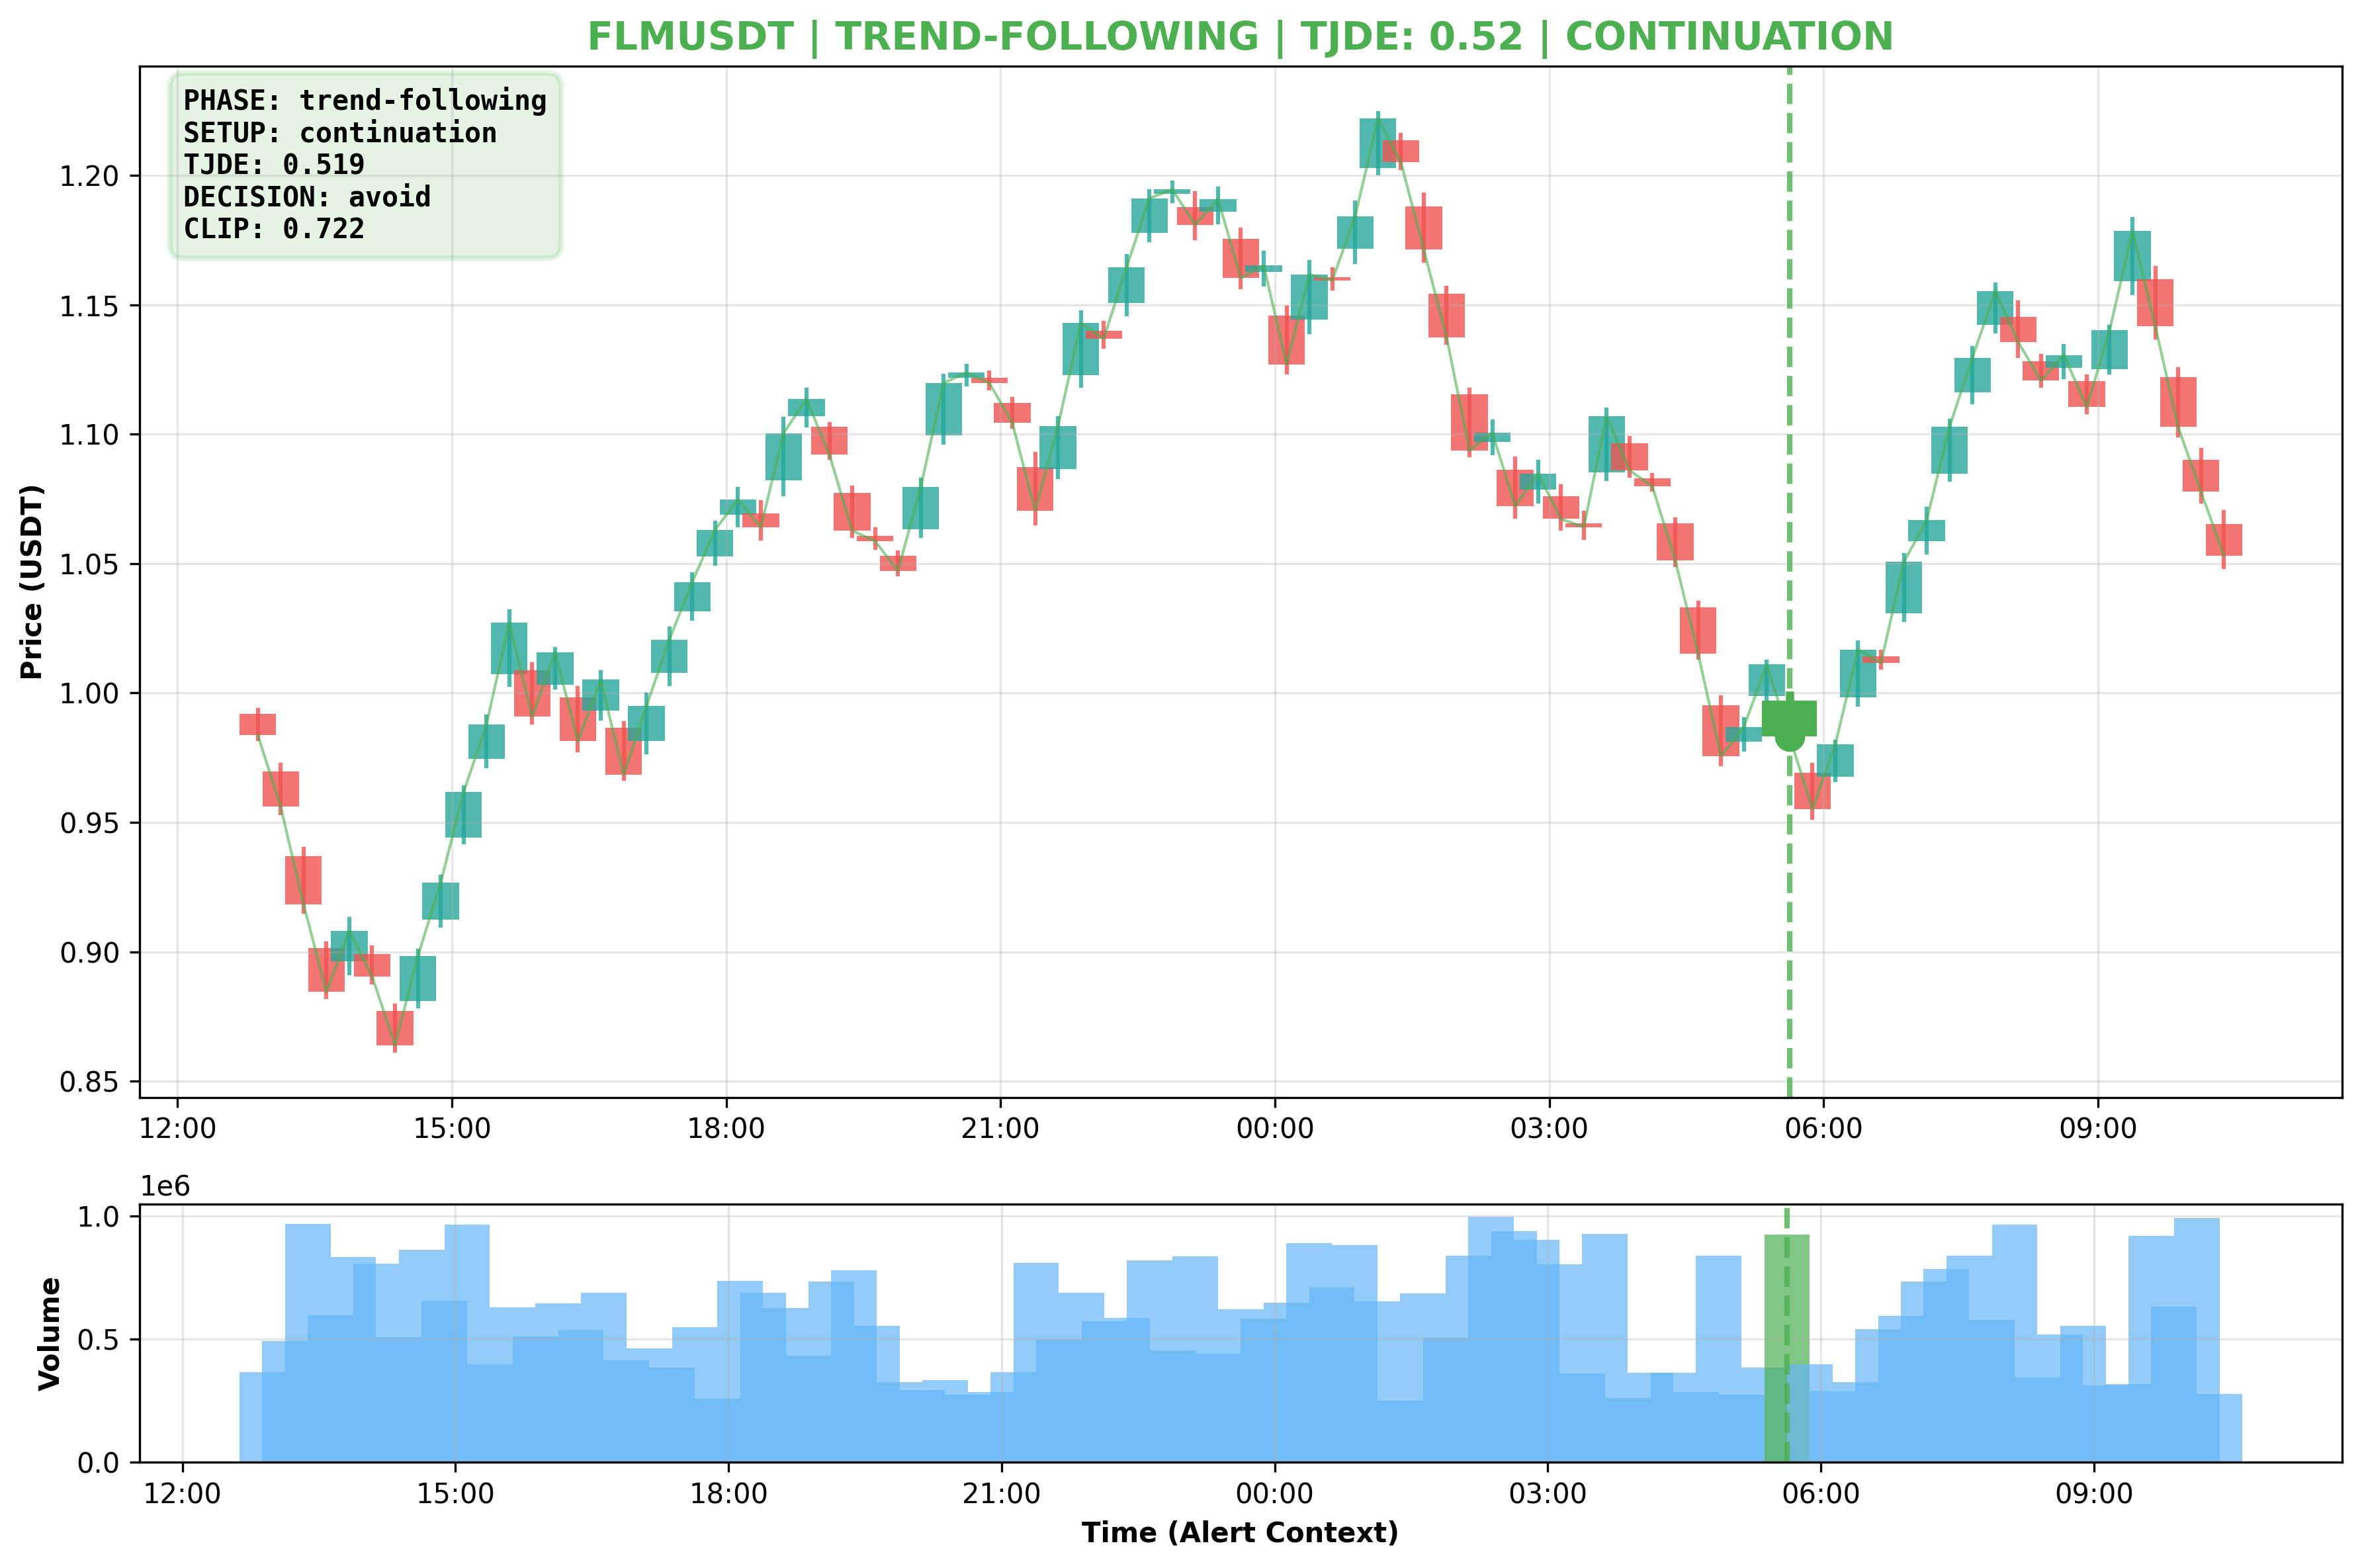 FLMUSDT | TREND-FOLLOWING | TJDE: 0.52 | CONTINUATION
PHASE: trend-following
SETUP: continuation
TJDE: 0.519
DECISION: avoid
CLIP: 0.722
Price (USDT)
1.20
1.15
1.10
1.05
1.00
0.95
0.90
0.85
12:00 15:00 18:00 21:00 00:00 03:00 06:00 09:00
1e6
Volume
1.0
0.5
0.0
12:00 15:00 18:00 21:00 00:00 03:00 06:00 09:00
Time (Alert Context)